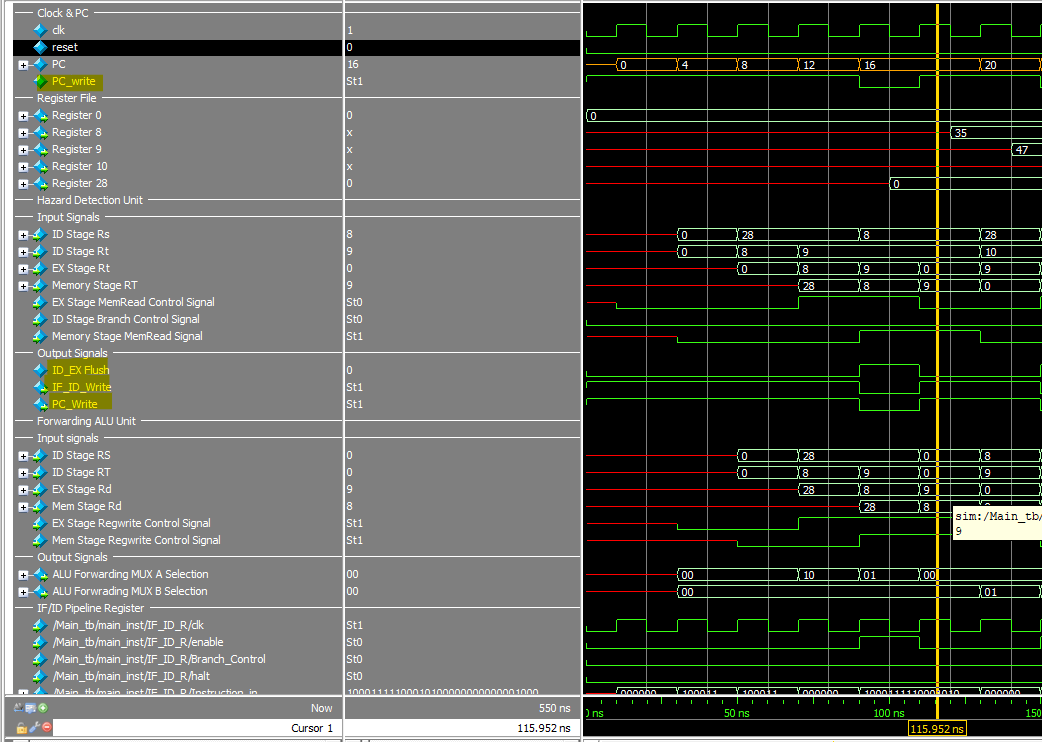 Clock & PC
clk 1
reset 0
PC 16 0 4 8 12 16 20
PC_write St1
Register File
Register 0 0 0
Register 8 x 35
Register 9 x 47
Register 10 x
Register 28 0 0
Hazard Detection Unit
Input Signals
ID Stage Rs 8 0 28 8 28
ID Stage Rt 9 0 8 9 10
EX Stage Rt 0 0 8 9 0 9
Memory Stage RT 9 28 8 9 0
EX Stage MemRead Control Signal St0
ID Stage Branch Control Signal St0
Memory Stage MemRead Signal St1
Output Signals
ID_EX Flush 0
IF_ID_Write St1
PC_Write St1
Forwarding ALU Unit
Input signals
ID Stage RS 0 0 28 0 8
ID Stage RT 0 0 8 9 0 9
EX Stage Rd 9 28 8 9 0
Mem Stage Rd 8 28 8
EX Stage Regwrite Control Signal St1 sim:/Main_tb/
Mem Stage Regwrite Control Signal St1 9
Output Signals
ALU Forwarding MUX A Selection 00 00 10 01 00
ALU Forwrading MUX B Selection 00 00 01
IF/ID Pipeline Register
/Main_tb/main_inst/IF_ID_R/clk St1
/Main_tb/main_inst/IF_ID_R/enable St0
/Main_tb/main_inst/IF_ID_R/Branch_Control St0
/Main_tb/main_inst/IF_ID_R/halt St0
/Main_tb/main_inst/IF_ID_R/Instruction_in 000000 100011 100011 000000 000000
Now 550 ns 0 ns 50 ns 100 ns 150
Cursor 1 115.952 ns 115.952 ns